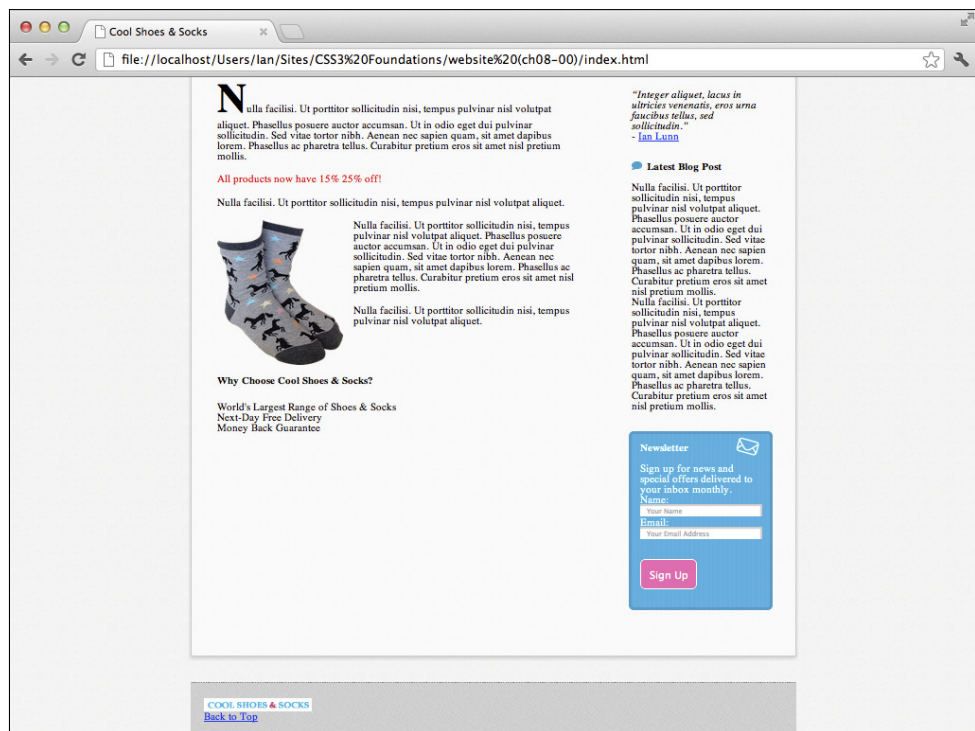 Cool Shoes & Socks
file://localhost/Users/Ian/Sites/CSS3%20Foundations/website%20(ch08-00)/index.html
Nulla facilisi. Ut porttitor sollicitudin nisi, tempus pulvinar nisl volutpat
aliquet. Phasellus posuere auctor accumsan. Ut in odio eget dui pulvinar
sollicitudin. Sed vitae tortor nibh. Aenean nec sapien quam, sit amet dapibus
lorem. Phasellus ac pharetra tellus. Curabitur pretium eros sit amet nisl pretium
mollis.
All products now have 15% 25% off!
Nulla facilisi. Ut porttitor sollicitudin nisi, tempus pulvinar nisl volutpat aliquet.
Nulla facilisi. Ut porttitor sollicitudin nisi, tempus
pulvinar nisl volutpat aliquet. Phasellus posuere
auctor accumsan. Ut in odio eget dui pulvinar
sollicitudin. Sed vitae tortor nibh. Aenean nec
sapien quam, sit amet dapibus lorem. Phasellus ac
pharetra tellus. Curabitur pretium eros sit amet nisl
pretium mollis.
Nulla facilisi. Ut porttitor sollicitudin nisi, tempus
pulvinar nisl volutpat aliquet.
Why Choose Cool Shoes & Socks?
World's Largest Range of Shoes & Socks
Next-Day Free Delivery
Money Back Guarantee
“Integer aliquet, lacus in
ultricies venenatis, eros urna
faucibus tellus, sed
sollicitudin.”
- Ian Lunn
Latest Blog Post
Nulla facilisi. Ut porttitor
sollicitudin nisi, tempus
pulvinar nisl volutpat aliquet.
Phasellus posuere auctor
accumsan. Ut in odio eget dui
pulvinar sollicitudin. Sed vitae
tortor nibh. Aenean nec sapien
quam, sit amet dapibus lorem.
Phasellus ac pharetra tellus.
Curabitur pretium eros sit amet
nisl pretium mollis.
Nulla facilisi. Ut porttitor
sollicitudin nisi, tempus
pulvinar nisl volutpat aliquet.
Phasellus posuere auctor
accumsan. Ut in odio eget dui
pulvinar sollicitudin. Sed vitae
tortor nibh. Aenean nec sapien
quam, sit amet dapibus lorem.
Phasellus ac pharetra tellus.
Curabitur pretium eros sit amet
nisl pretium mollis.
Newsletter
Sign up for news and
special offers delivered to
your inbox monthly.
Name:
Your Name
Email:
Your Email Address
Sign Up
COOL SHOES & SOCKS
Back to Top